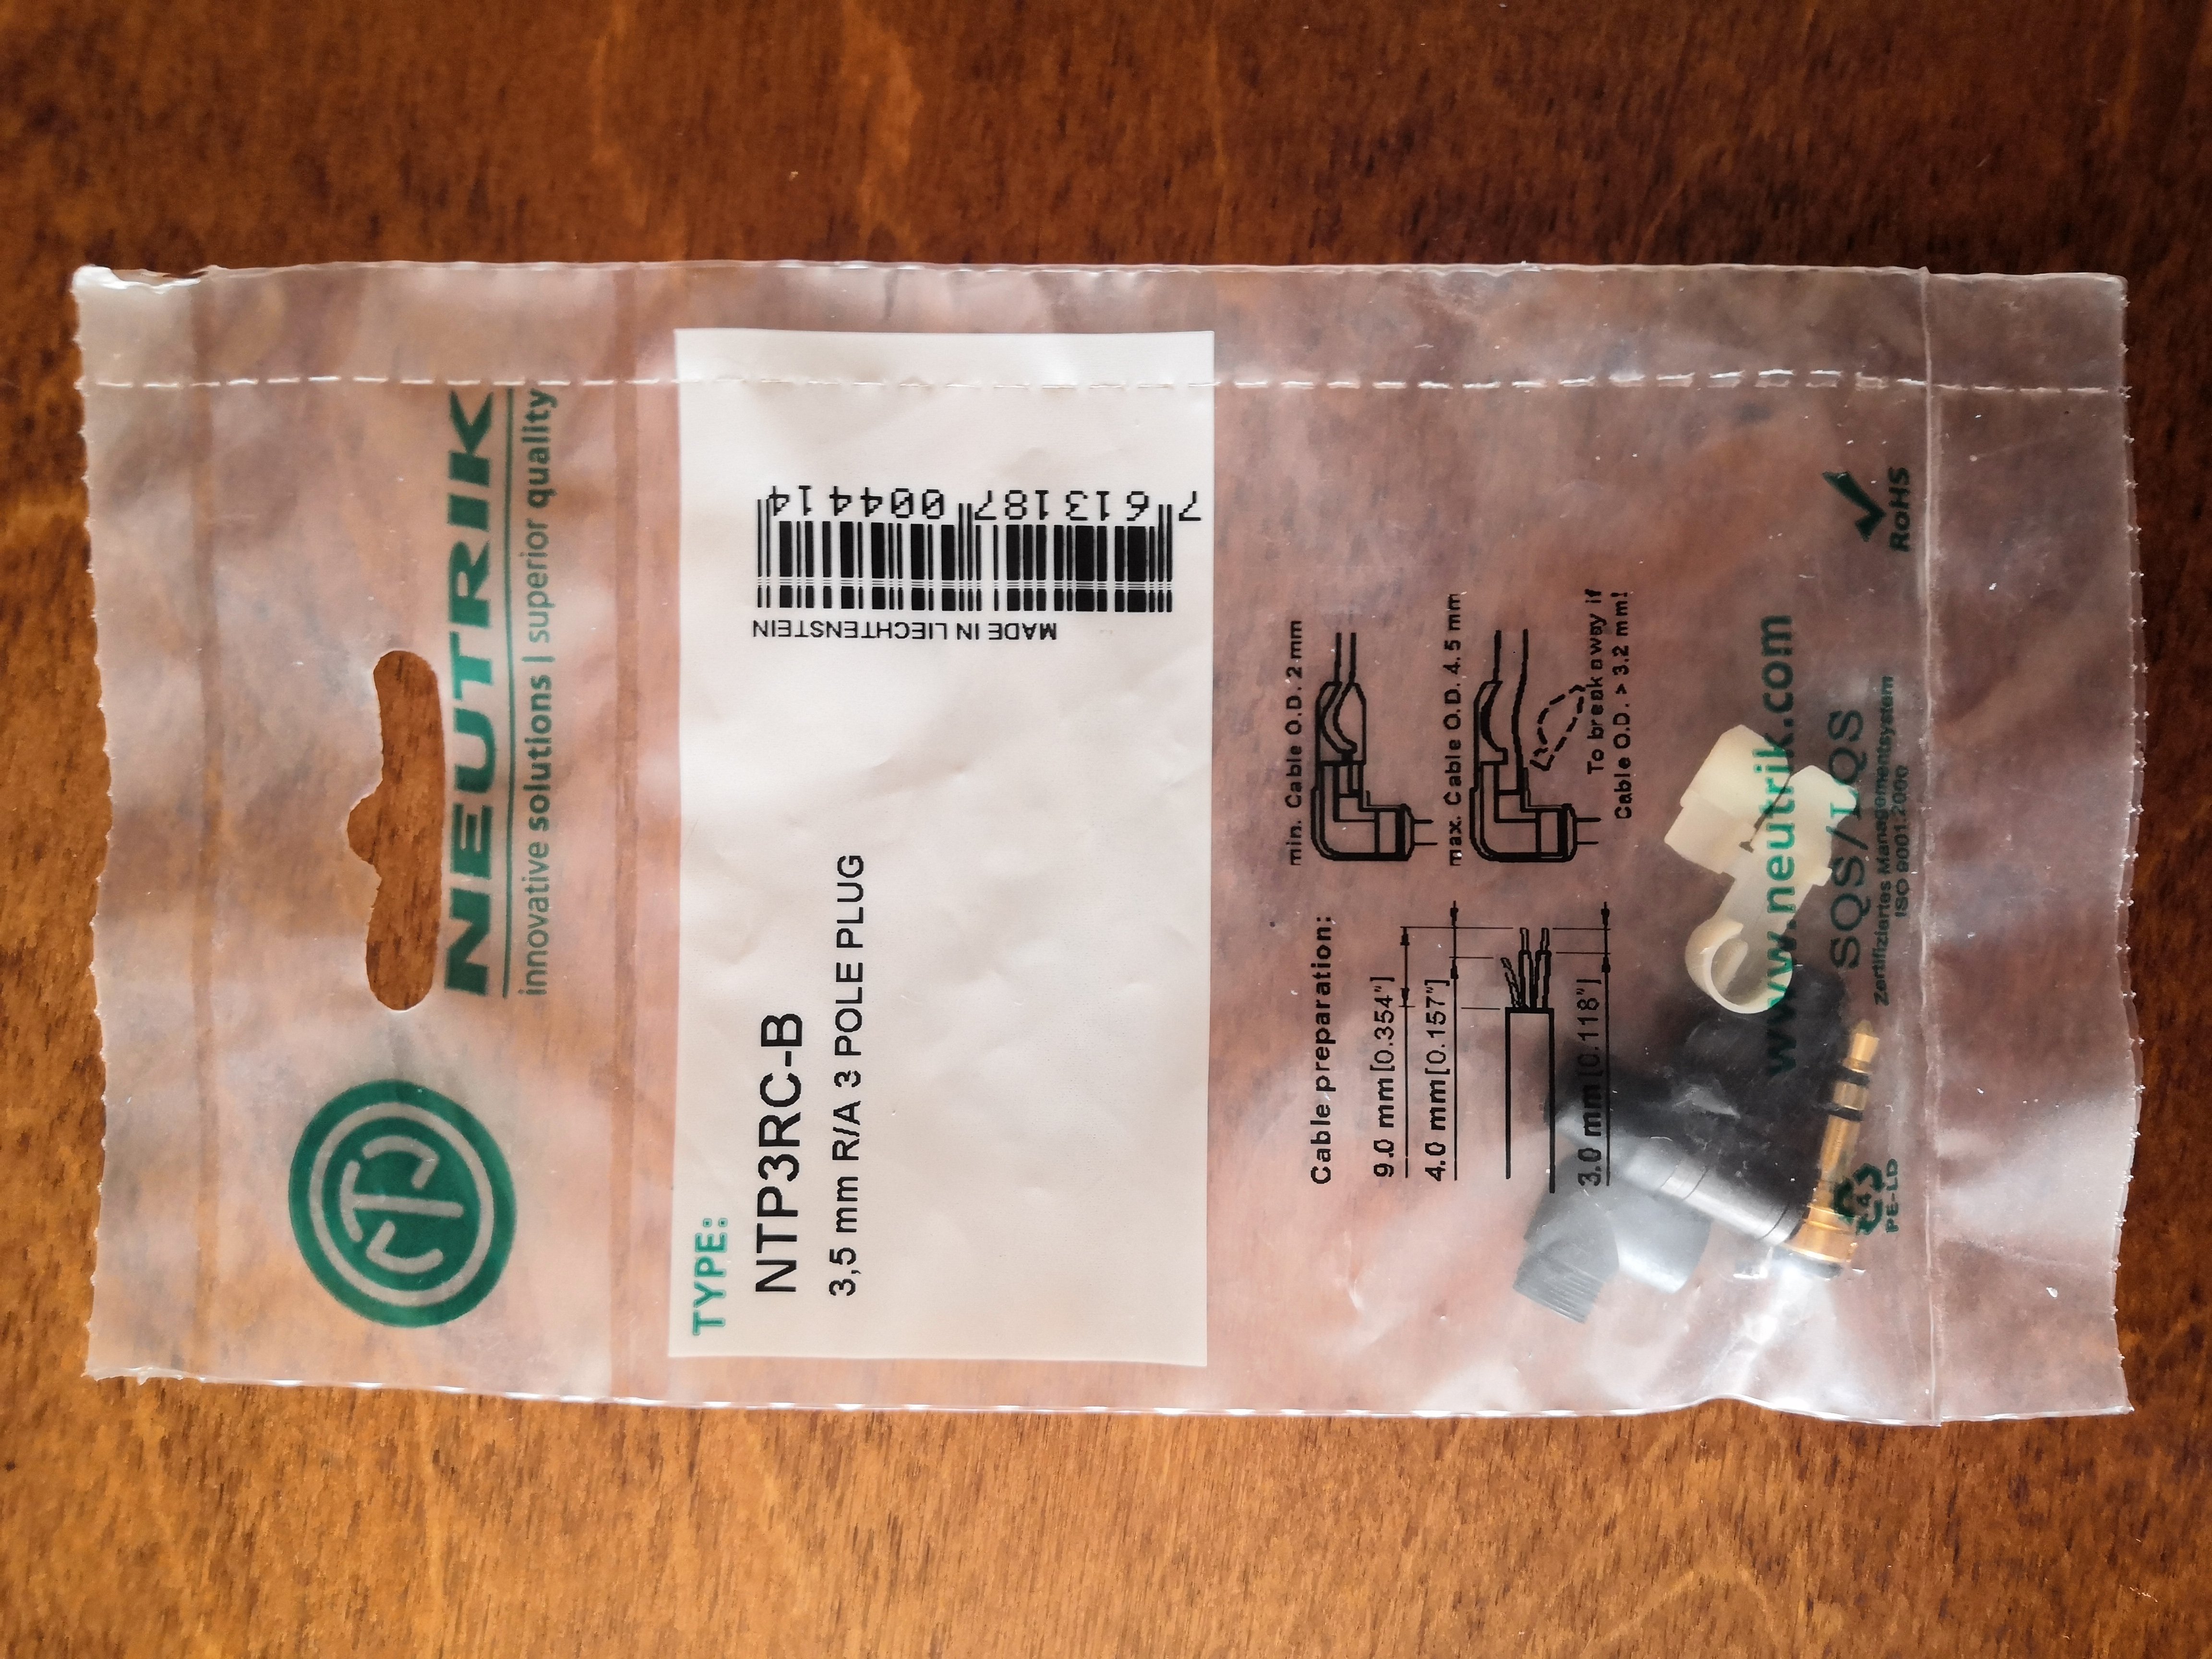 NEUTRIK
innovative solutions | superior quality
TYPE:
NTP3RC-B
3,5 mm R/A 3 POLE PLUG
MADE IN LIECHTENSTEIN
7 613187 004414
Cable preparation:
9.0 mm[0.354"]
4.0 mm[0.157"]
3.0 mm[0.118"]
min. Cable O.D. 2 mm
max. Cable O.D. 4.5 mm
To break away if
Cable O.D. > 3.2 mm!
www.neutrik.com
SQS/IQS
Zertifiziertes Managementsystem
ISO 9001:2000
4
PE-LD
RoHS